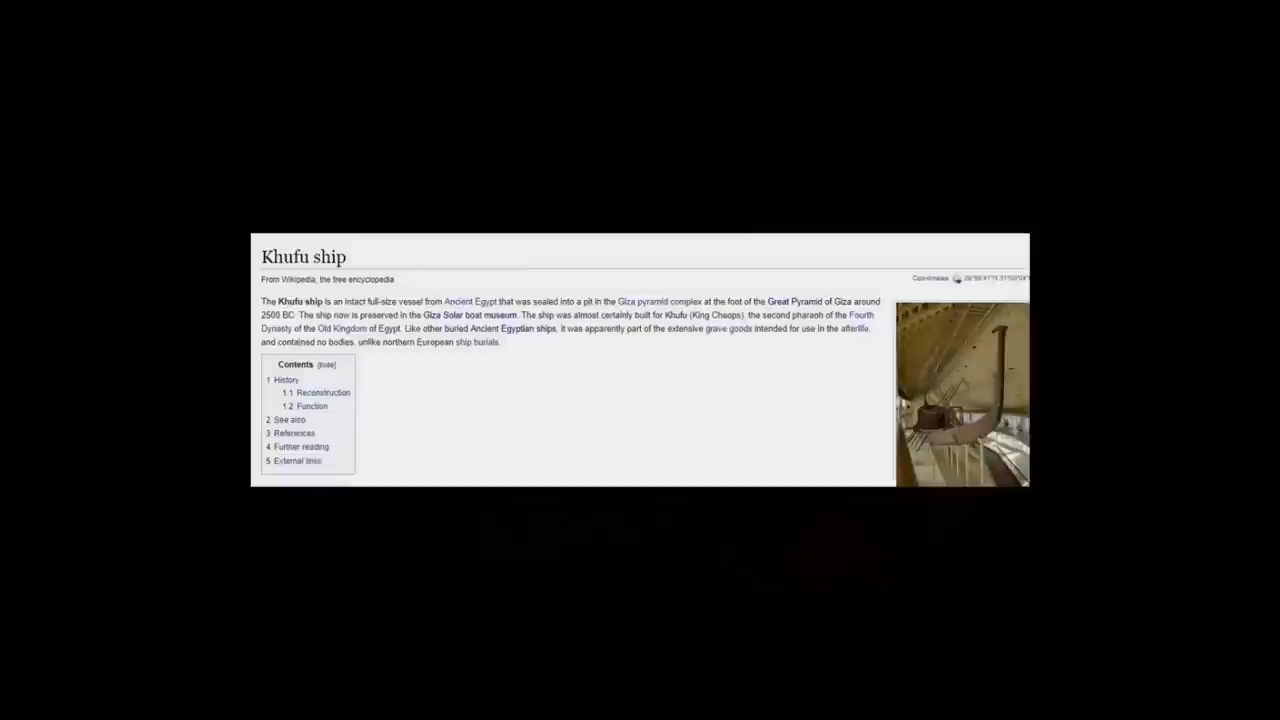 Khufu ship
From Wikipedia, the free encyclopedia
Coordinates
The Khufu ship is an intact full-size vessel from Ancient Egypt that was sealed into a pit in the Giza pyramid complex at the foot of the Great Pyramid of Giza around
2500 BC. The ship now is preserved in the Giza Solar boat museum. The ship was almost certainly built for Khufu (King Cheops), the second pharaoh of the Fourth
Dynasty of the Old Kingdom of Egypt. Like other buried Ancient Egyptian ships, it was apparently part of the extensive grave goods intended for use in the afterlife,
and contained no bodies, unlike northern European ship burials.
Contents [hide]
1 History
1.1 Reconstruction
1.2 Function
2 See also
3 References
4 Further reading
5 External links